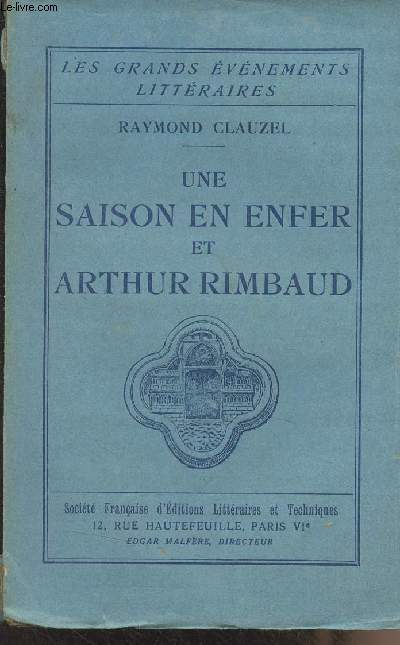 © Le-livre.com
LES GRANDS ÉVÉNEMENTS
LITTÉRAIRES
RAYMOND CLAUZEL
UNE
SAISON EN ENFER
ET
ARTHUR RIMBAUD
Société Française d'Éditions Littéraires et Techniques
12, RUE HAUTEFEUILLE, PARIS VIe
EDGAR MALFÈRE, DIRECTEUR